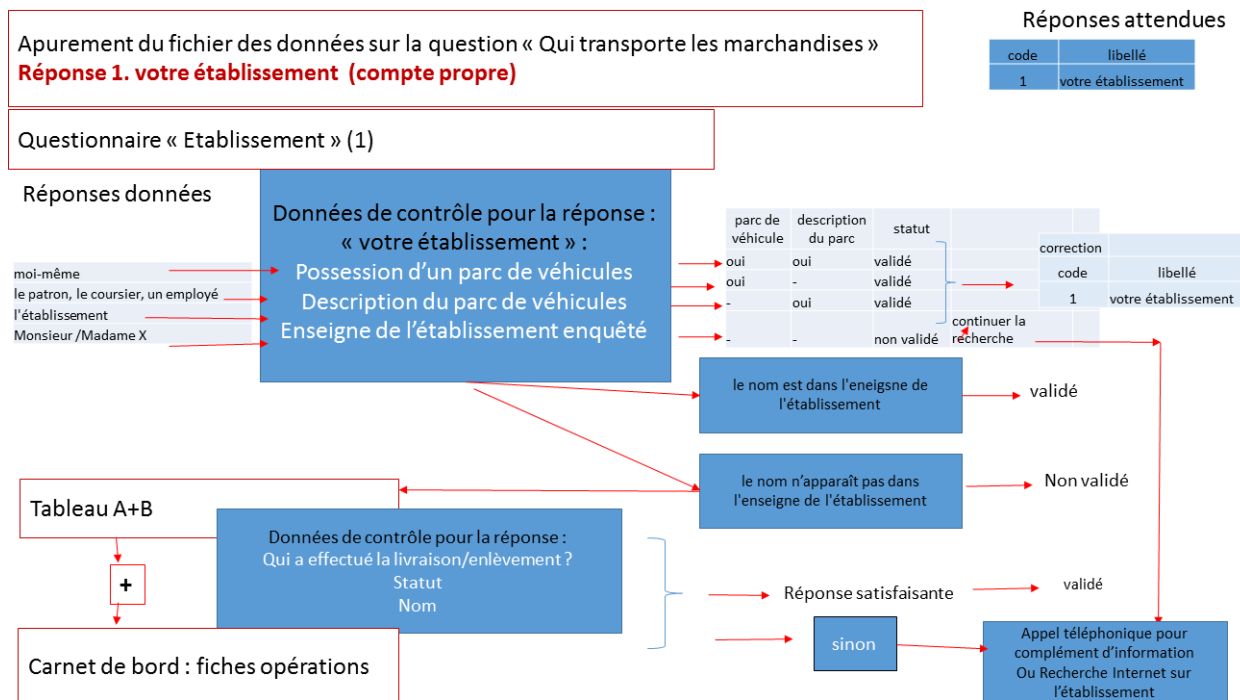 Réponses attendues
code libellé
1 votre établissement
Apurement du fichier des données sur la question « Qui transporte les marchandises »
Réponse 1. votre établissement (compte propre)
Questionnaire « Etablissement » (1)
Réponses données
moi-même
le patron, le coursier, un employé
l'établissement
Monsieur /Madame X
Données de contrôle pour la réponse :
« votre établissement » :
Possession d'un parc de véhicules
Description du parc de véhicules
Enseigne de l'établissement enquêté
parc de véhicule description du parc statut
oui oui validé
oui - validé
- oui validé
- - non validé continuer la recherche
correction
code libellé
1 votre établissement
le nom est dans l'eneigsne de
l'établissement
validé
le nom n'apparaît pas dans
l'enseigne de l'établissement
Non validé
Tableau A+B
+
Carnet de bord : fiches opérations
Données de contrôle pour la réponse :
Qui a effectué la livraison/enlèvement ?
Statut
Nom
Réponse satisfaisante
validé
sinon
Appel téléphonique pour
complément d'information
Ou Recherche Internet sur
l'établissement